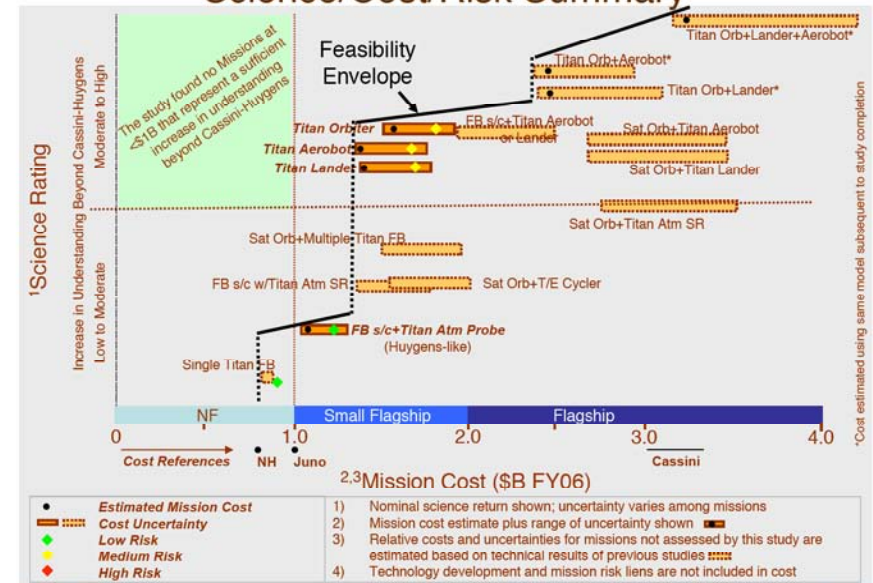 Science/Cost/Risk Summary
Titan Orb+Lander+Aerobot*
Feasibility
Envelope
Titan Orb+Aerobot*
Titan Orb+Lander*
The study found no Missions at
<$1B that represent a sufficient
increase in understanding
beyond Cassini-Huygens
¹Science Rating
Increase in Understanding Beyond Cassini-Huygens
Moderate to High
Low to Moderate
Titan Orbiter
FB s/c+Titan Aerobot
or Lander
Sat Orb+Titan Aerobot
Titan Aerobot
Titan Lander
Sat Orb+Titan Lander
Sat Orb+Titan Atm SR
Sat Orb+Multiple Titan FB
FB s/c w/Titan Atm SR
Sat Orb+T/E Cycler
FB s/c+Titan Atm Probe
(Huygens-like)
Single Titan FB
*Cost estimated using same model subsequent to study completion
NF Small Flagship Flagship
0 1.0 2.0 3.0 4.0
Cost References NH Juno Cassini
²,³Mission Cost ($B FY06)
Estimated Mission Cost
Cost Uncertainty
Low Risk
Medium Risk
High Risk
1) Nominal science return shown; uncertainty varies among missions
2) Mission cost estimate plus range of uncertainty shown
3) Relative costs and uncertainties for missions not assessed by this study are
estimated based on technical results of previous studies
4) Technology development and mission risk liens are not included in cost